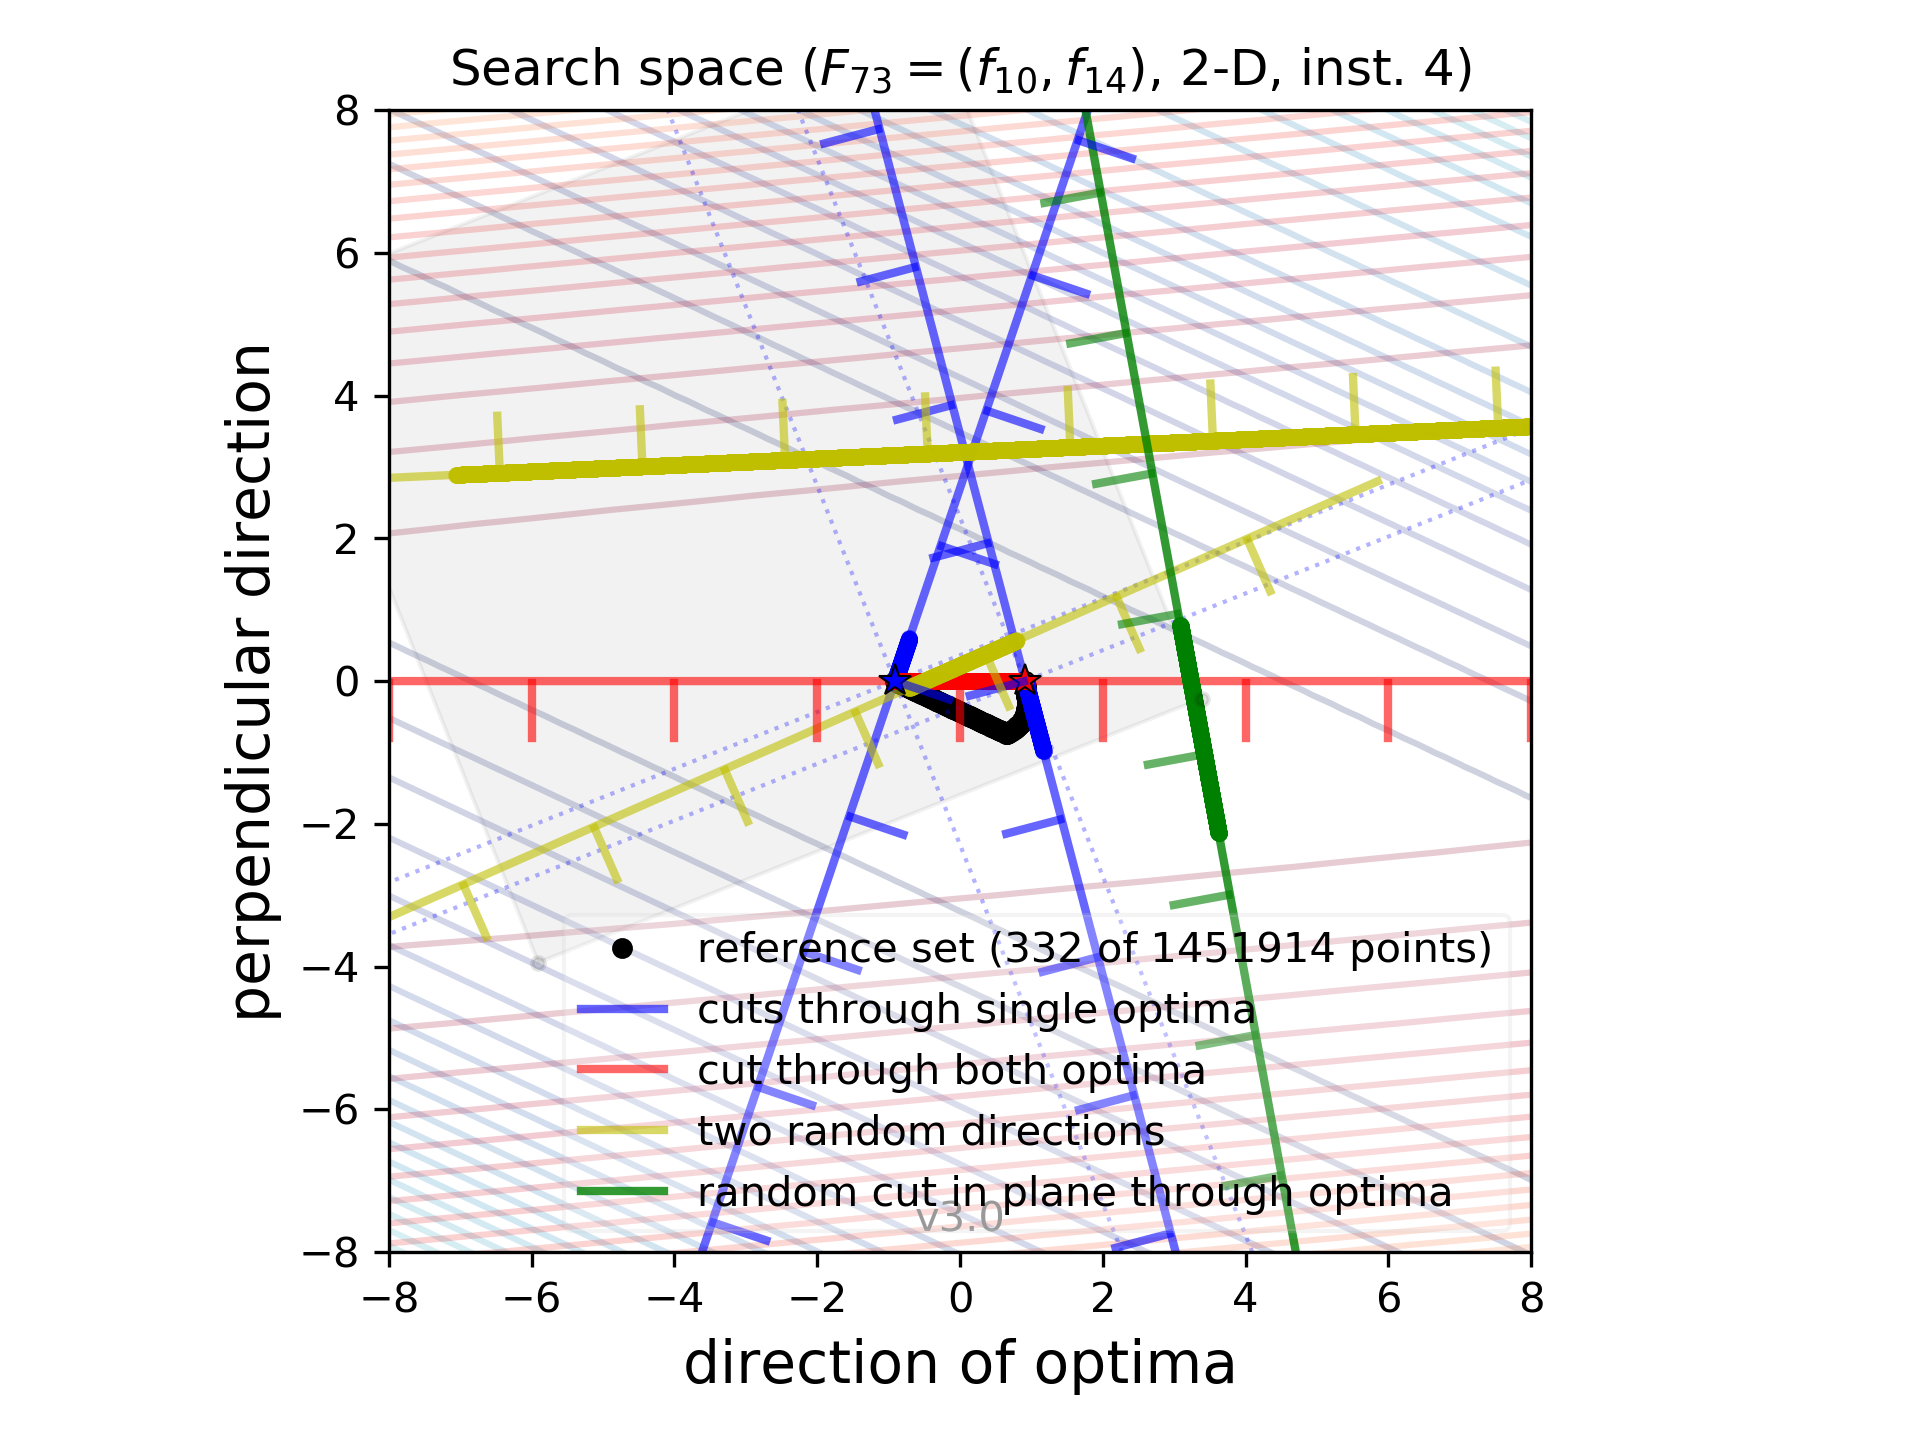 Search space (F73 = (f10, f14), 2-D, inst. 4)
8
6
4
2
0
−2
−4
−6
−8
perpendicular direction
reference set (332 of 1451914 points)
cuts through single optima
cut through both optima
two random directions
random cut in plane through optima
v3.0
−8 −6 −4 −2 0 2 4 6 8
direction of optima